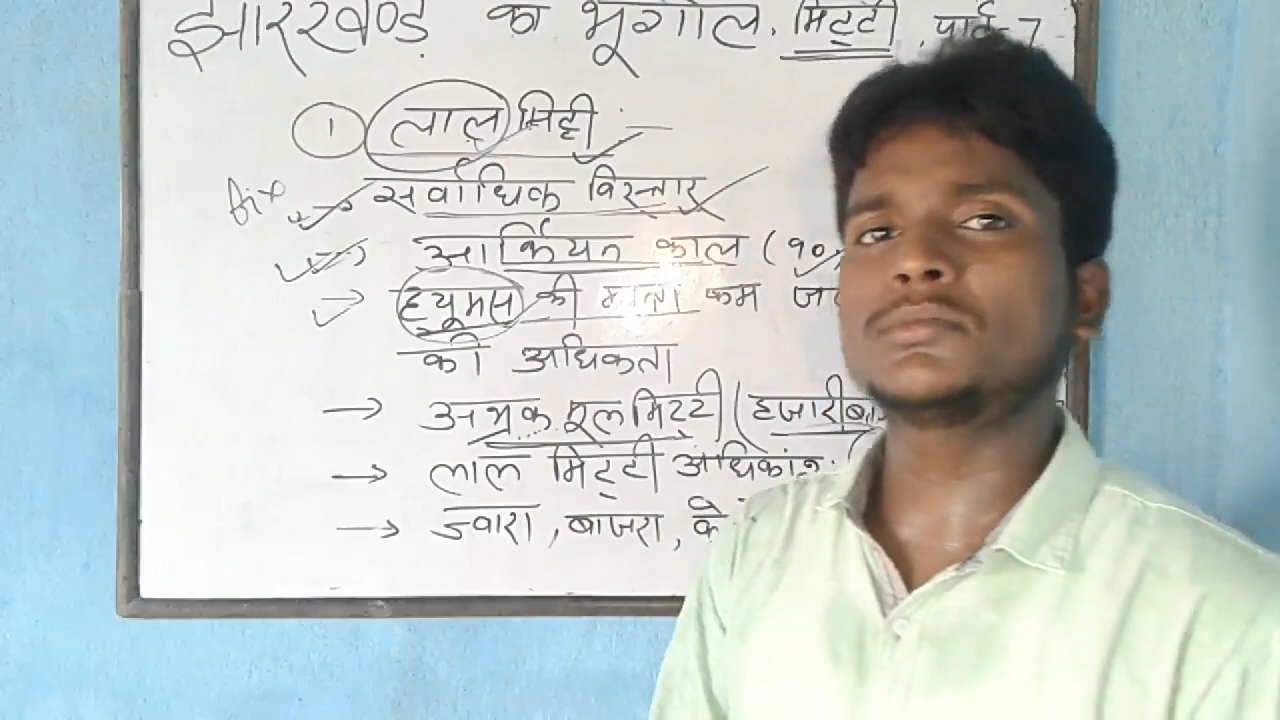 झारखण्ड का भूगोल. मिट्टी. पार्ट-7
1 लाल मिट्टी
सर्वाधिक विस्तार
→ आर्कियन काल (90
→ ह्यूमस की मात्रा कम
की अधिकता
→ अभ्रक मूल मिट्टी (हजारीबा
→ लाल मिट्टी अधिकांश
→ ज्वारा, बाजरा, के